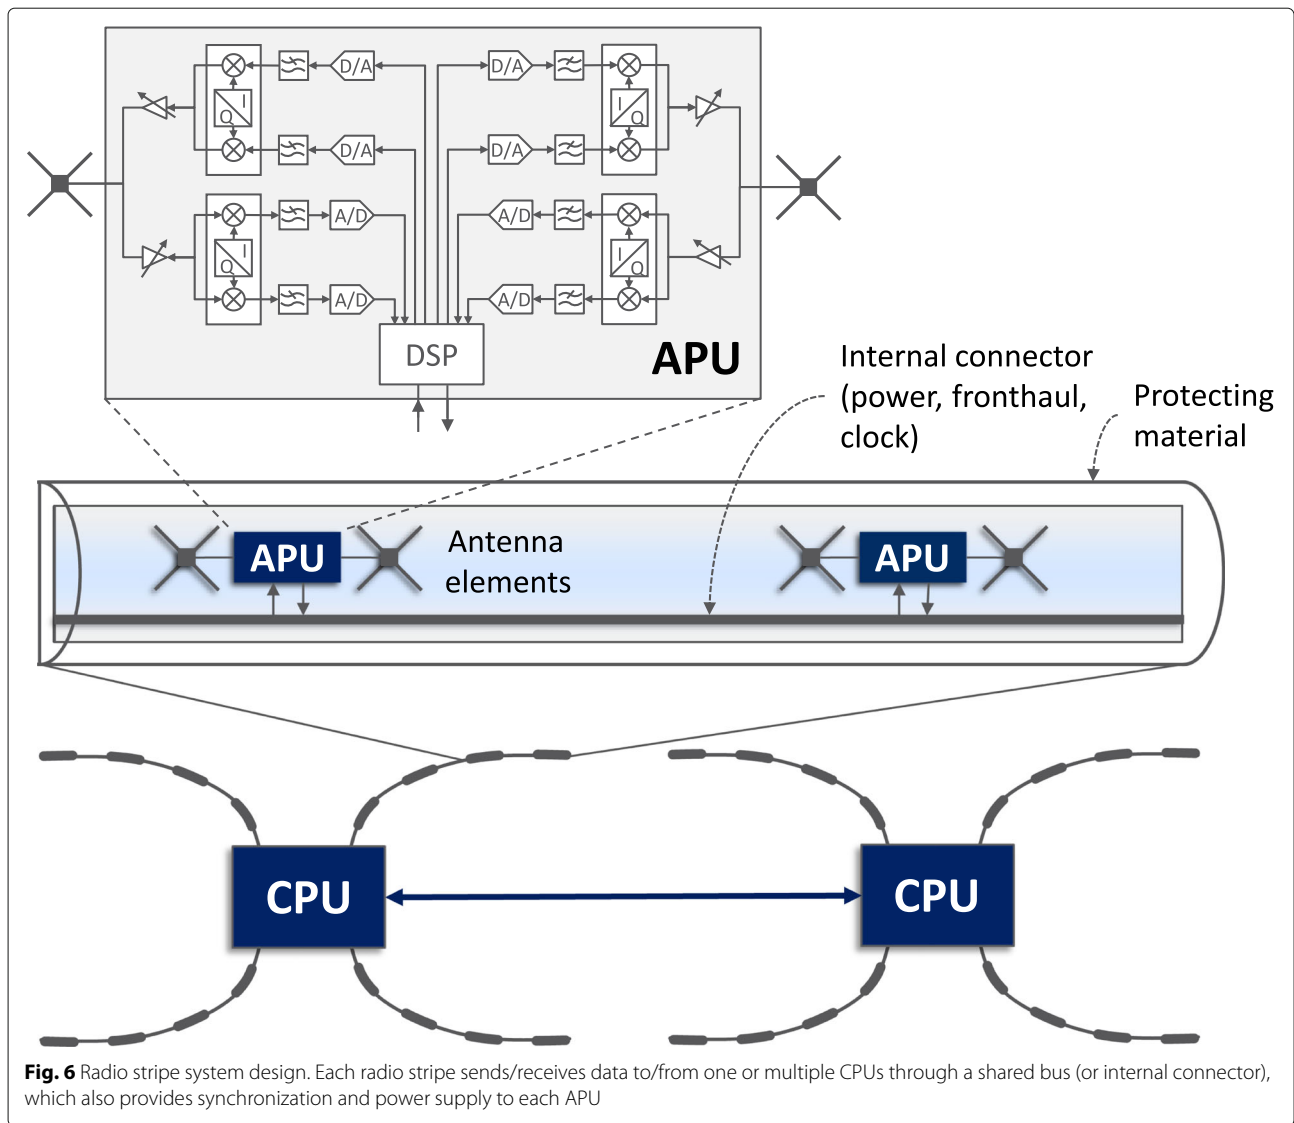 D/A
D/A
I
Q
I
Q
D/A
D/A
A/D
A/D
I
Q
I
Q
A/D
A/D
DSP
APU
Internal connector
(power, fronthaul,
clock)
Protecting
material
APU
Antenna
elements
APU
CPU
CPU
Fig. 6 Radio stripe system design. Each radio stripe sends/receives data to/from one or multiple CPUs through a shared bus (or internal connector),
which also provides synchronization and power supply to each APU